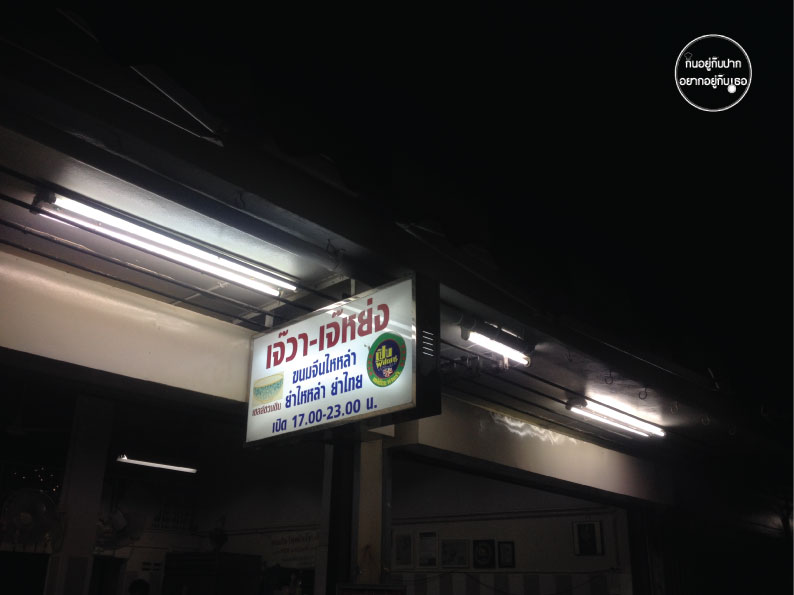 กินอยู่กับปาก
อยากอยู่กับเธอ
เจ๊วา-เจ๊หย่ง
ขนมจีนไหหลำ
ยำไหหลำ ยำไทย
เปิด 17.00-23.00 น.